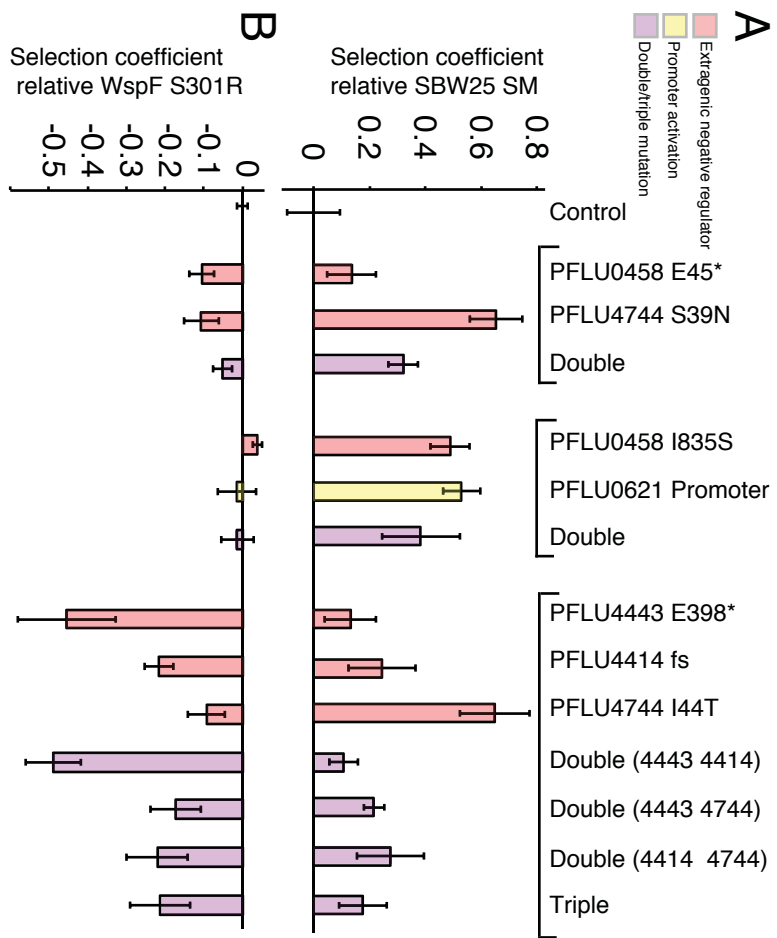 A
Extragenic negative regulator
Promoter activation
Double/triple mutation
Selection coefficient
relative SBW25 SM
0.8
0.6
0.4
0.2
0
B
Selection coefficient
relative WspF S301R
0
-0.1
-0.2
-0.3
-0.4
-0.5
Control
PFLU0458 E45*
PFLU4744 S39N
Double
PFLU0458 I835S
PFLU0621 Promoter
Double
PFLU4443 E398*
PFLU4414 fs
PFLU4744 I44T
Double (4443 4414)
Double (4443 4744)
Double (4414 4744)
Triple